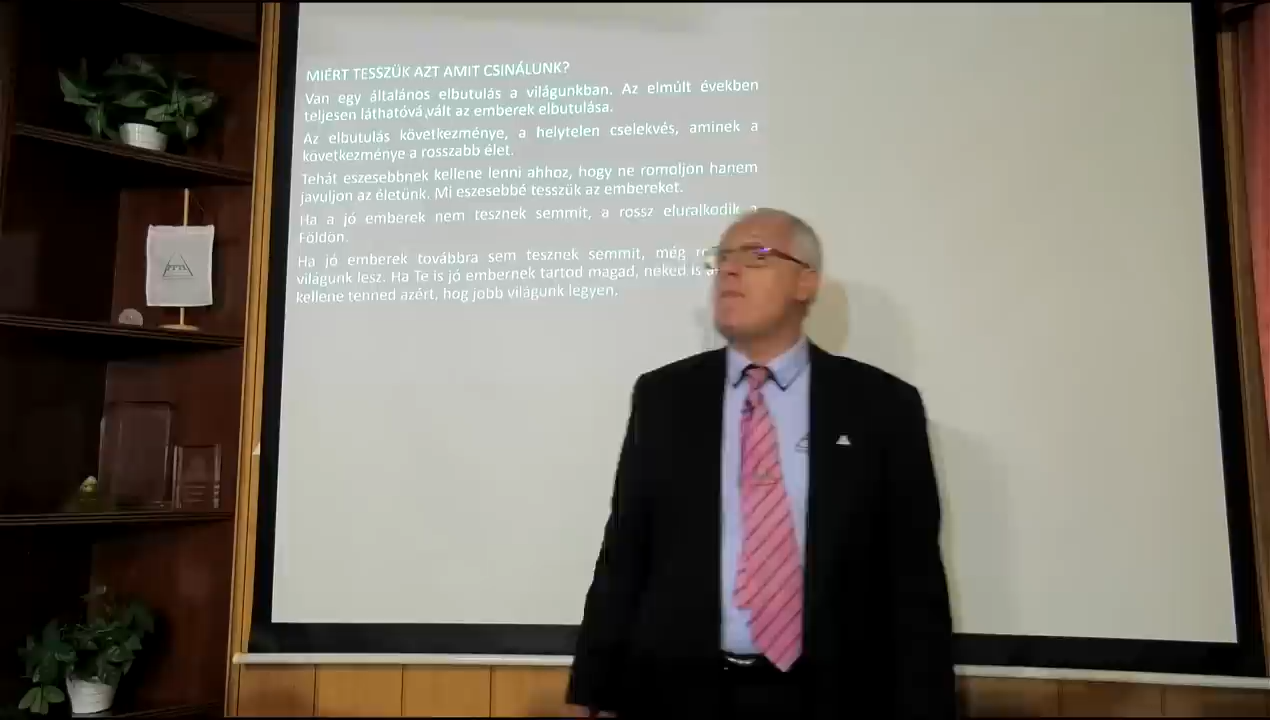 MIÉRT TESSZÜK AZT AMIT CSINÁLUNK?
Van egy általános elbutulás a világunkban. Az elmúlt években
teljesen láthatóvá vált az emberek elbutulása.
Az elbutulás következménye, a helytelen cselekvés, aminek a
következménye a rosszabb élet.
Tehát eszesebbnek kellene lenni ahhoz, hogy ne romoljon hanem
javuljon az életünk. Mi eszesebbé tesszük az embereket.
Ha a jó emberek nem tesznek semmit, a rossz eluralkodik a
Földön.
Ha jó emberek továbbra sem tesznek semmit, még
világunk lesz. Ha Te is jó embernek tartod magad, neked is
kellene tenned azért, hog jobb világunk legyen.